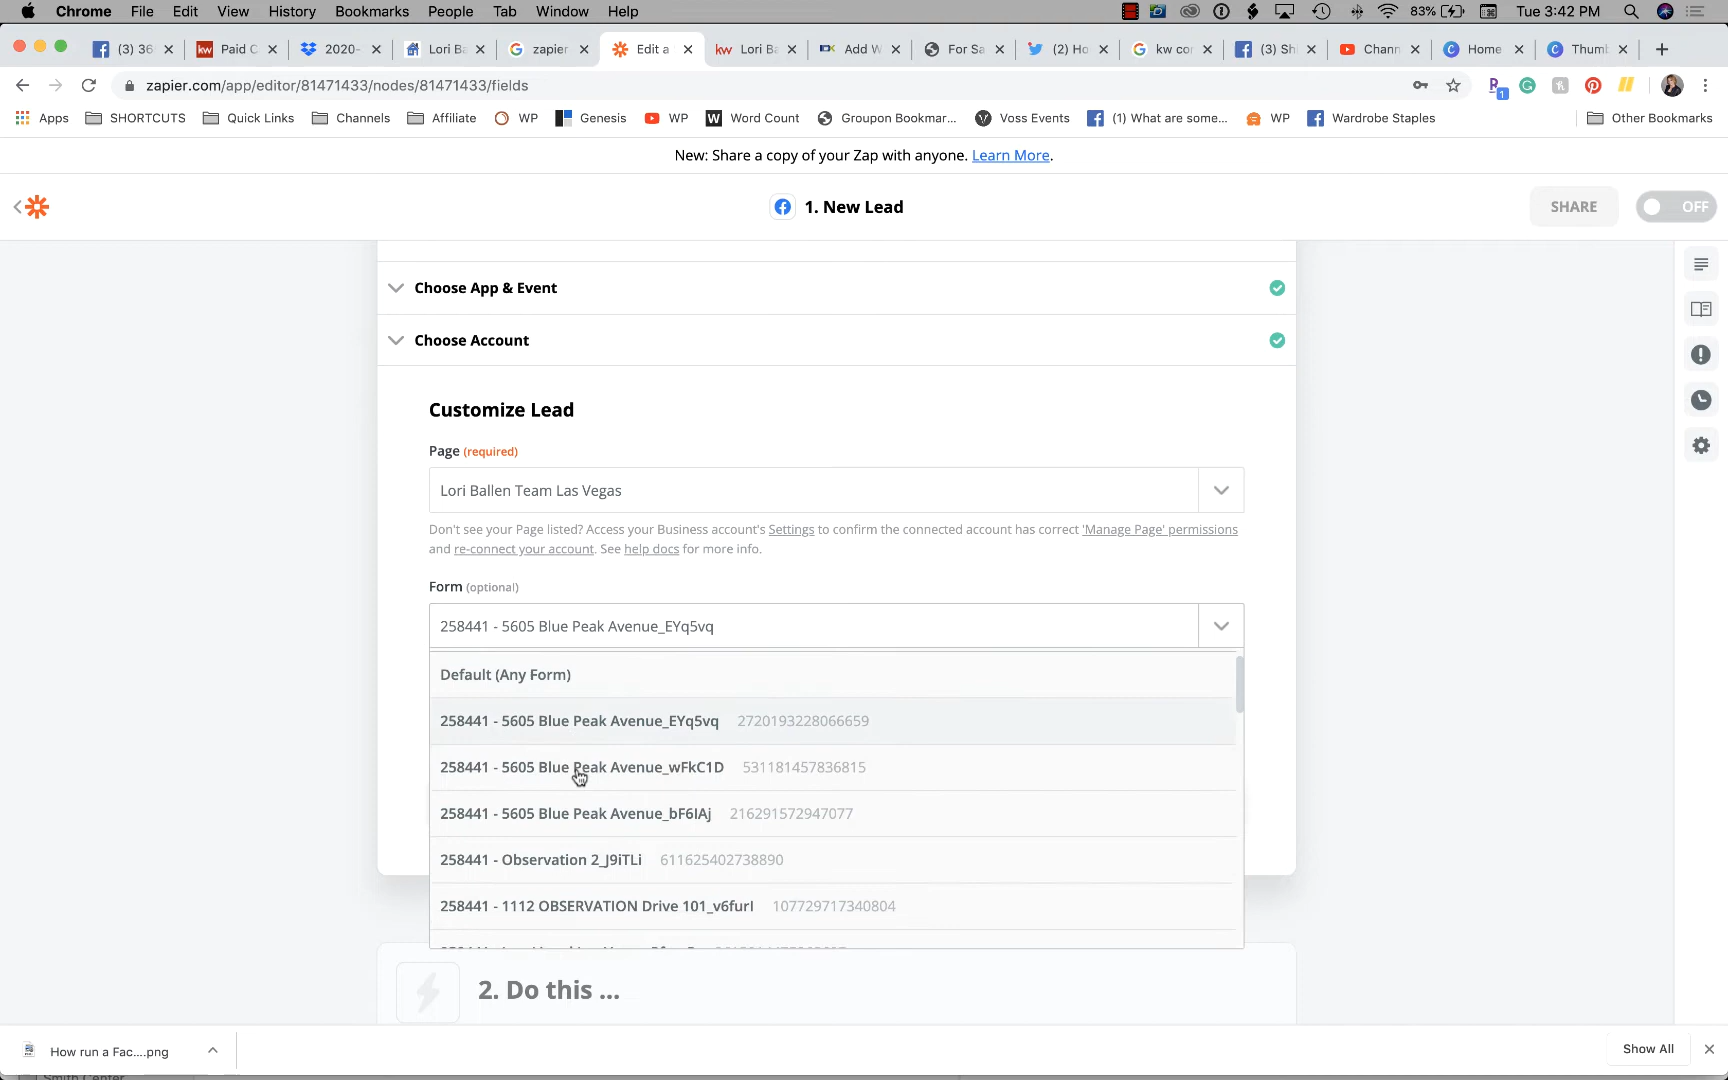 Chrome File Edit View History Bookmarks People Tab Window Help 83% Tue 3:42 PM
(3) 36 Paid C 2020- Lori Ba zapier Edit a Lori Ba Add W For Sa (2) Ho kw cor (3) Sh Chann Home Thumb
zapier.com/app/editor/81471433/nodes/81471433/fields
Apps SHORTCUTS Quick Links Channels Affiliate WP Genesis WP Word Count Groupon Bookmar... Voss Events (1) What are some... WP Wardrobe Staples Other Bookmarks
New: Share a copy of your Zap with anyone. Learn More.
1. New Lead
SHARE
OFF
Choose App & Event
Choose Account
Customize Lead
Page (required)
Lori Ballen Team Las Vegas
Don't see your Page listed? Access your Business account's Settings to confirm the connected account has correct 'Manage Page' permissions
and re-connect your account. See help docs for more info.
Form (optional)
258441 - 5605 Blue Peak Avenue_EYq5vq
Default (Any Form)
258441 - 5605 Blue Peak Avenue_EYq5vq 2720193228066659
258441 - 5605 Blue Peak Avenue_wFkC1D 531181457836815
258441 - 5605 Blue Peak Avenue_bF6IAj 216291572947077
258441 - Observation 2_J9iTLi 611625402738890
258441 - 1112 OBSERVATION Drive 101_v6furI 107729717340804
2. Do this ...
How run a Fac....png
Show All
Smith Center